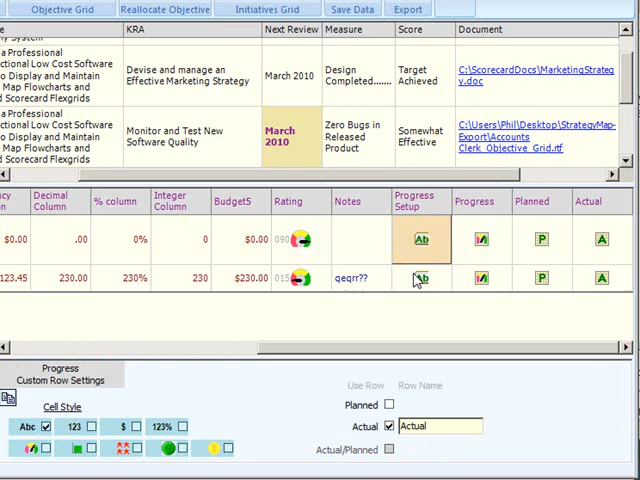 Objective Grid Reallocate Objective Initiatives Grid Save Data Export
KRA Next Review Measure Score Document
a Professional
ctional Low Cost Software
o Display and Maintain
Map Flowcharts and
Scorecard Flexgrids
Devise and manage an
Effective Marketing Strategy
March 2010
Design
Completed.......
Target
Achieved
C:\ScorecardDocs\MarketingStrateg
y.doc
a Professional
ctional Low Cost Software
o Display and Maintain
Map Flowcharts and
Scorecard Flexgrids
Monitor and Test New
Software Quality
March
2010
Zero Bugs in
Released
Product
Somewhat
Effective
C:\Users\Phil\Desktop\StrategyMap-
Export\Accounts
Clerk_Objective_Grid.rtf
ncy
Decimal
Column
% column
Integer
Column
Budget5
Rating
Notes
Progress
Setup
Progress
Planned
Actual
$0.00 .00 0% 0 $0.00 090 Ab P A
123.45 230.00 230% 230 $230.00 015 qeqrr?? Ab P A
Progress
Custom Row Settings
Cell Style
Abc 123 $ 123%
Use Row Row Name
Planned
Actual Actual
Actual/Planned